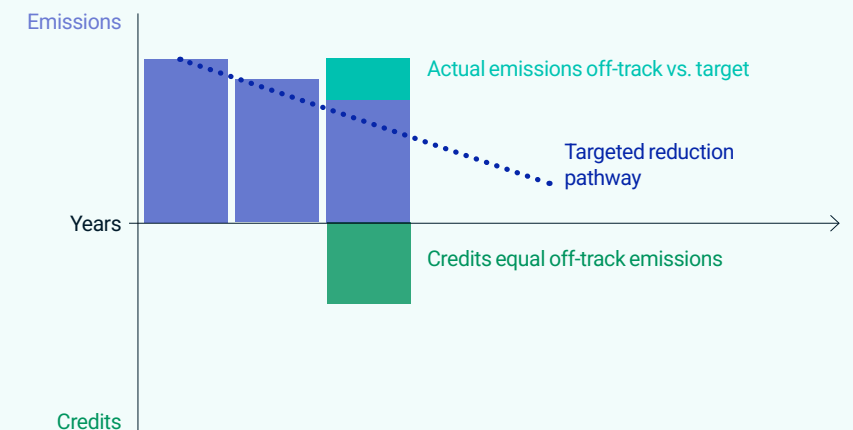 Emissions
Actual emissions off-track vs. target
Targeted reduction
pathway
Years
Credits equal off-track emissions
Credits